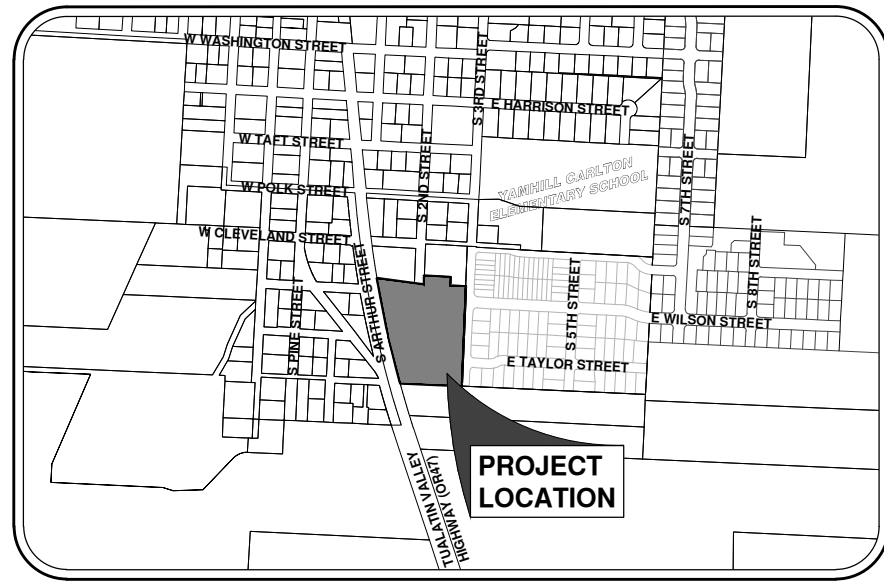 W WASHINGTON STREET
S 3RD STREET
E HARRISON STREET
W TAFT STREET
S 2ND STREET
S 7TH STREET
YAMHILL CARLTON
ELEMENTARY SCHOOL
W POLK STREET
W CLEVELAND STREET
S ARTHUR STREET
S 8TH STREET
S PINE STREET
S 5TH STREET
E WILSON STREET
E TAYLOR STREET
TUALATIN VALLEY
HIGHWAY (OR47)
PROJECT
LOCATION